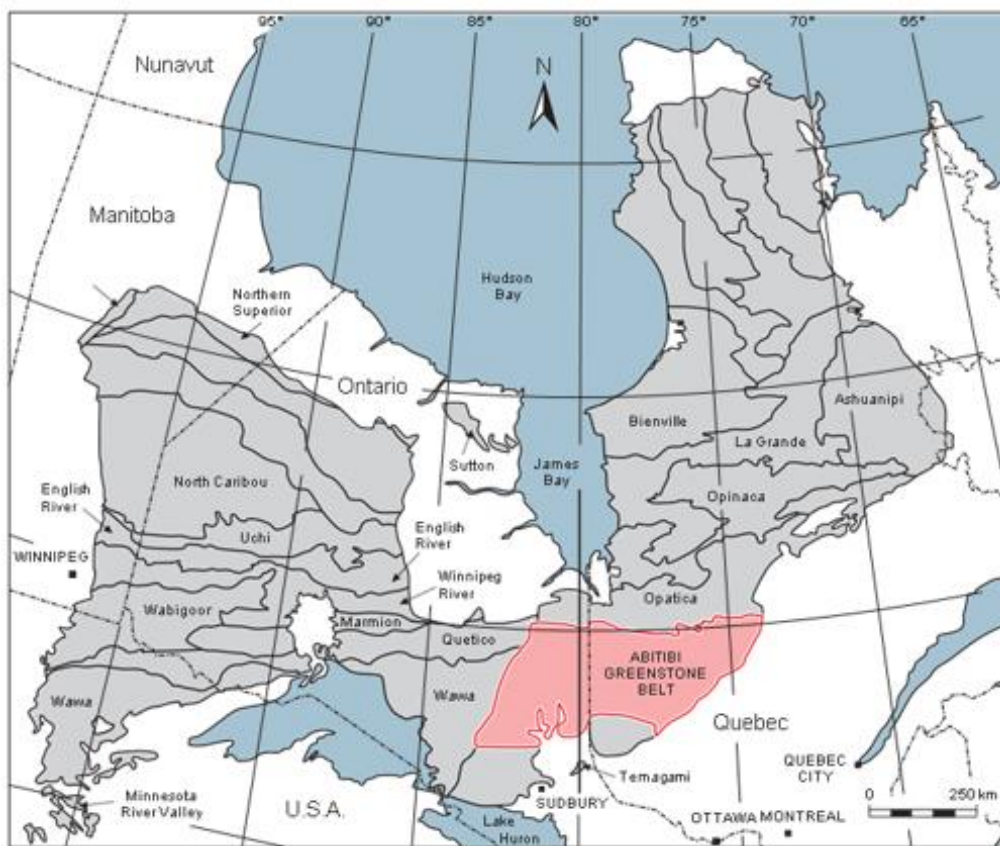 95° 90° 85° 80° 75° 70° 65°
Nunavut
N
Manitoba
Hudson
Bay
Northern
Superior
Ontario
Ashuanipi
Bienville
La Grande
Sutton
James
Bay
North Caribou
Opinaca
English
River
Uchi
English
River
WINNIPEG
Winnipeg
River
Opatica
Wabigoor
Marmion
Quetico
ABITIBI
GREENSTONE
BELT
Wawa
Wawa
Quebec
QUEBEC
CITY
Temagami
Minnesota
River Valley
U.S.A.
SUDBURY
0 250 km
Lake
Huron
OTTAWA MONTREAL